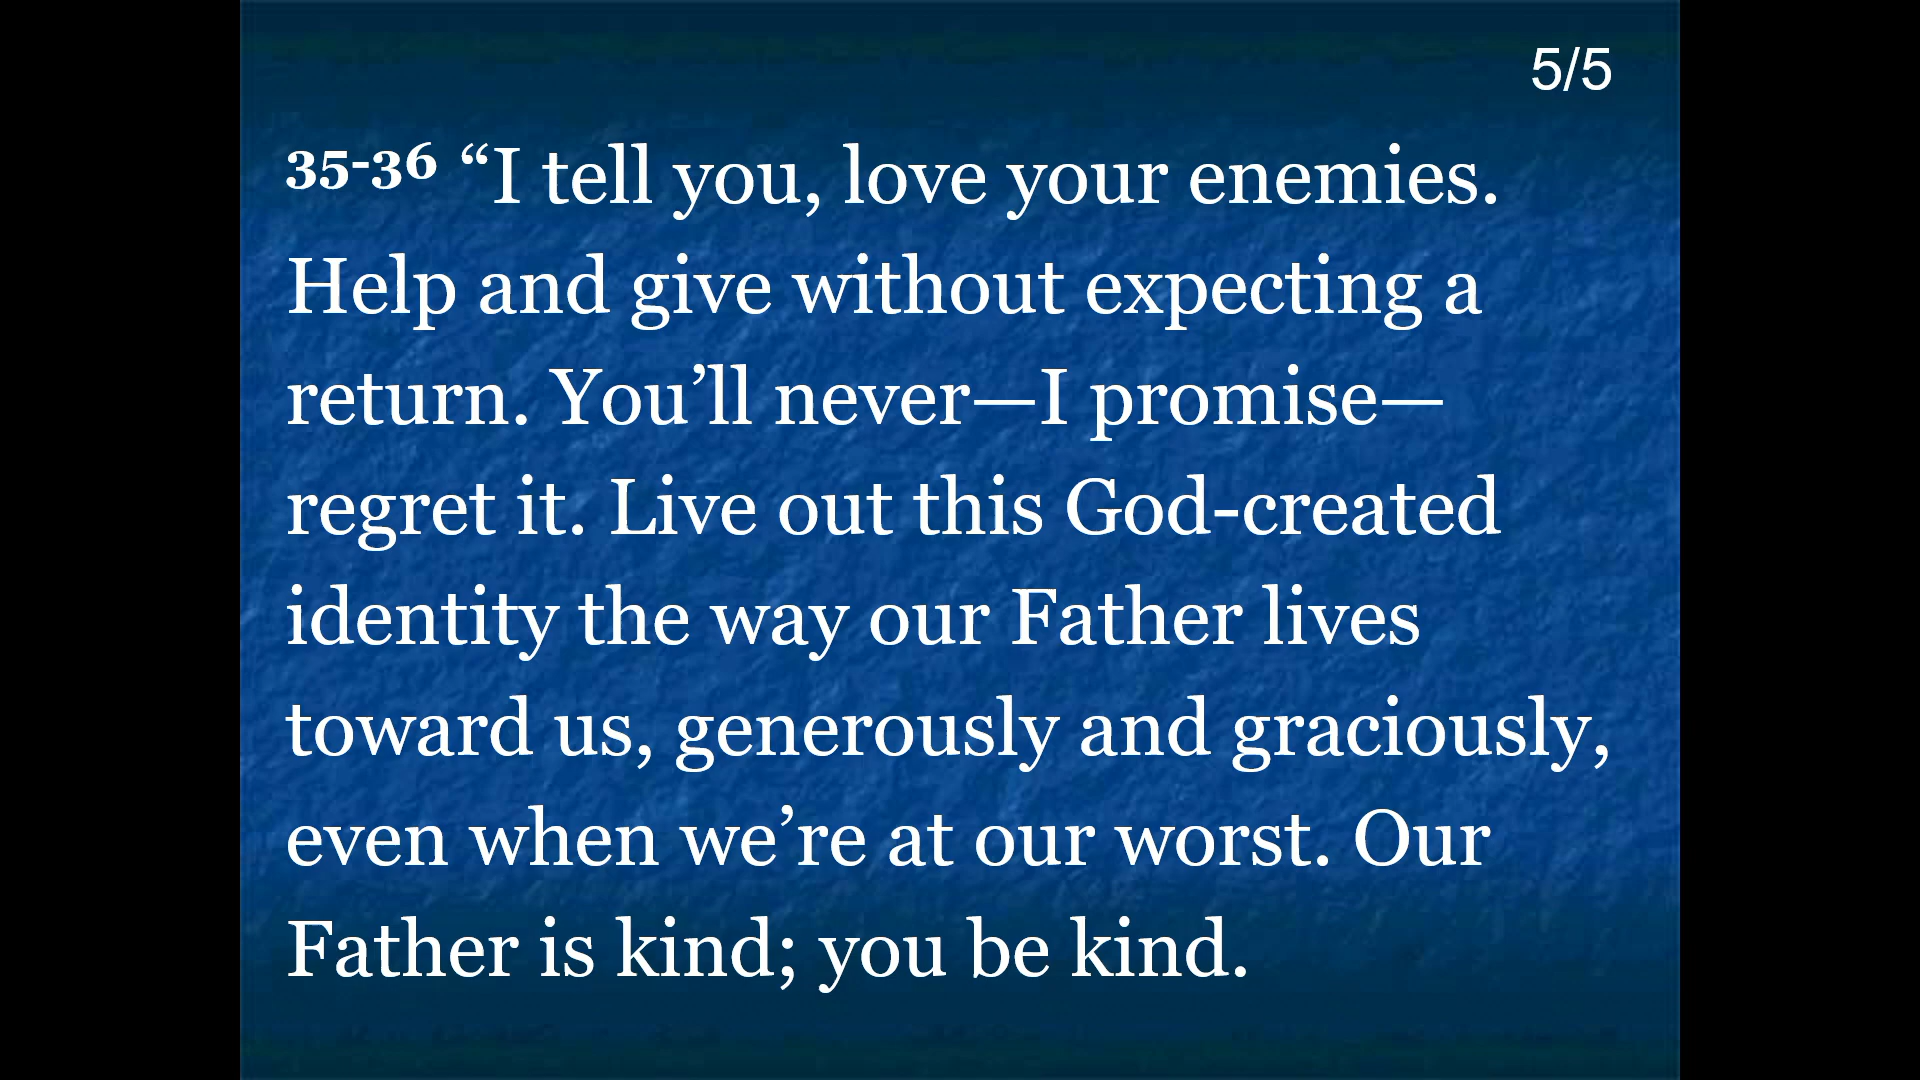 5/5
35-36 “I tell you, love your enemies.
Help and give without expecting a
return. You’ll never—I promise—
regret it. Live out this God-created
identity the way our Father lives
toward us, generously and graciously,
even when we’re at our worst. Our
Father is kind; you be kind.